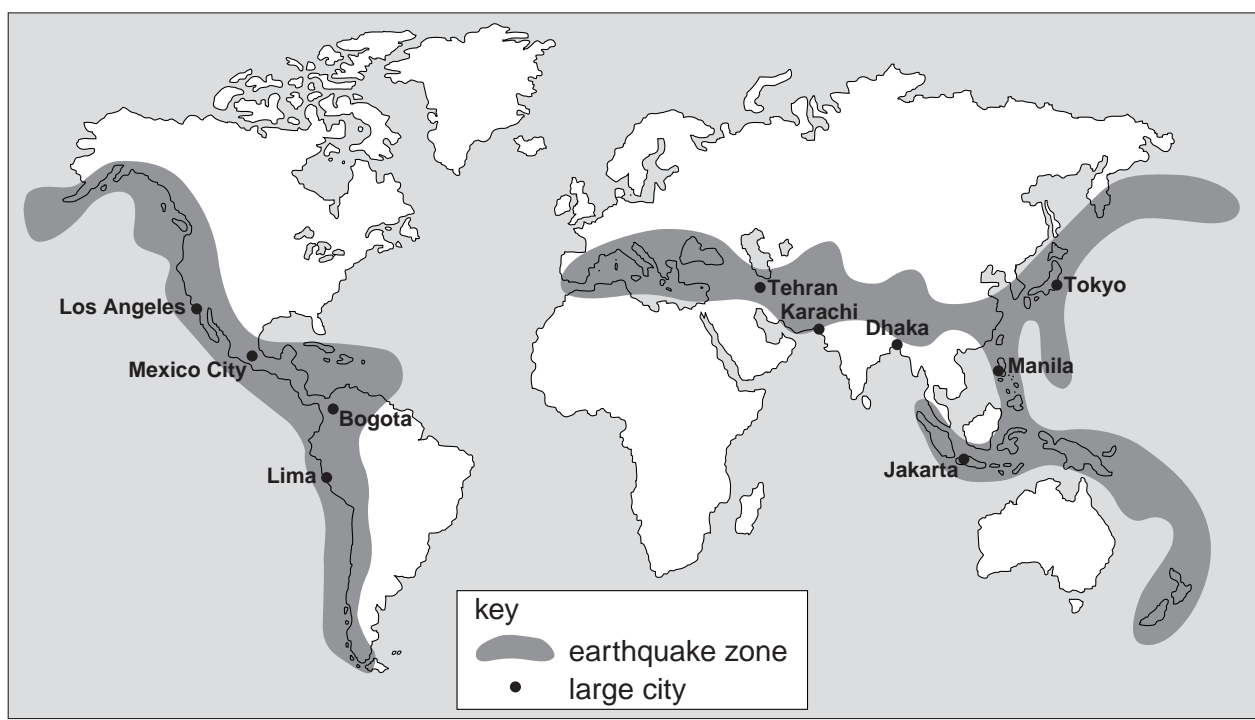 Los Angeles
Mexico City
Bogota
Lima
Tehran
Karachi
Dhaka
Tokyo
Manila
Jakarta
key
earthquake zone
large city